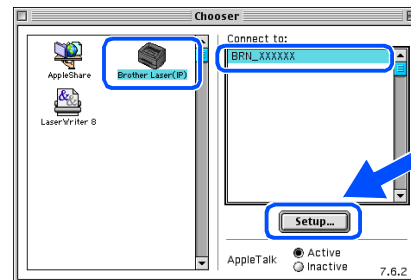 Chooser
Connect to:
BRN_XXXXXX
AppleShare
Brother Laser(IP)
LaserWriter 8
Setup...
AppleTalk
Active
Inactive
7.6.2